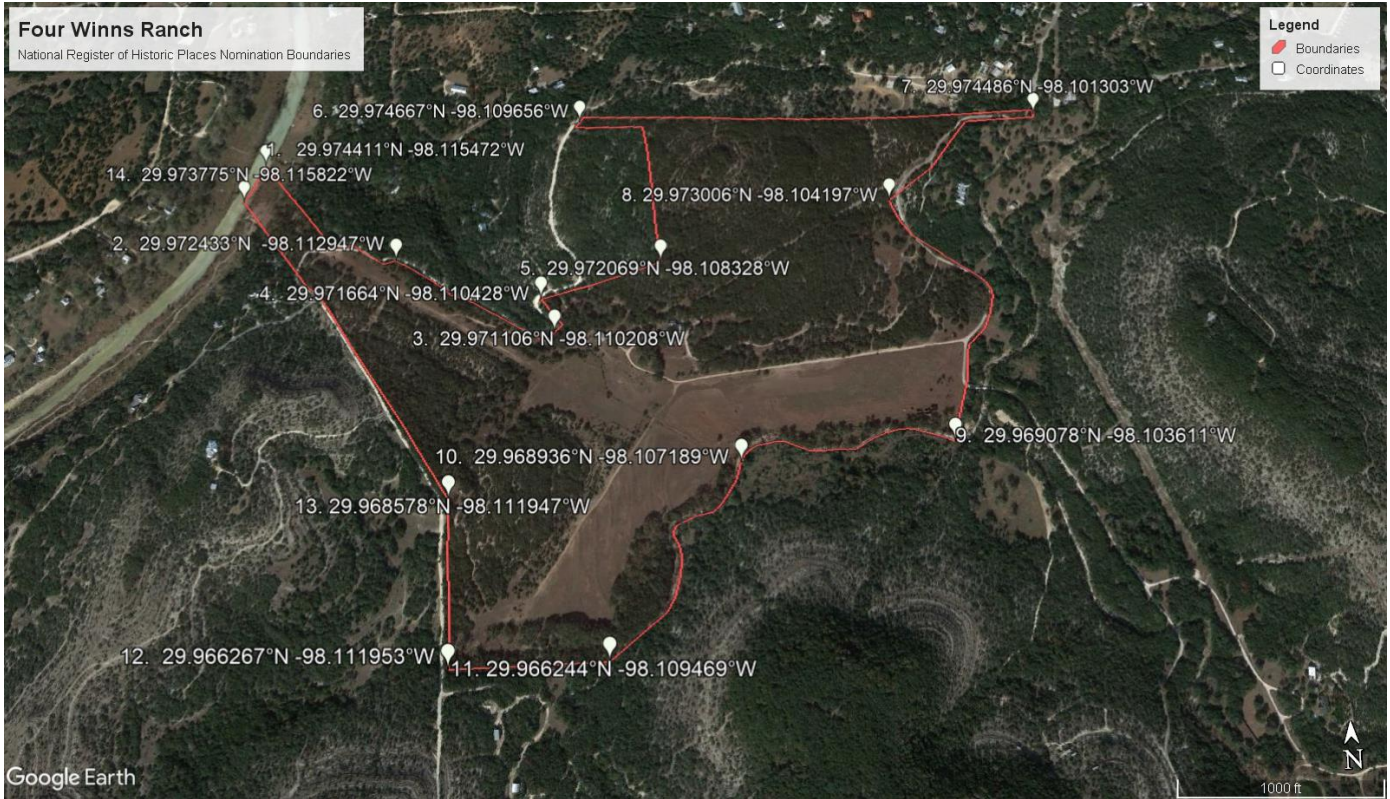 Four Winns Ranch
National Register of Historic Places Nomination Boundaries
Legend
Boundaries
Coordinates
7. 29.974486°N -98.101303°W
6. 29.974667°N -98.109656°W
1. 29.974411°N -98.115472°W
14. 29.973775°N -98.115822°W
8. 29.973006°N -98.104197°W
2. 29.972433°N -98.112947°W
5. 29.972069°N -98.108328°W
4. 29.971664°N -98.110428°W
3. 29.971106°N -98.110208°W
9. 29.969078°N -98.103611°W
10. 29.968936°N -98.107189°W
13. 29.968578°N -98.111947°W
12. 29.966267°N -98.111953°W
11. 29.966244°N -98.109469°W
N
Google Earth
1000 ft